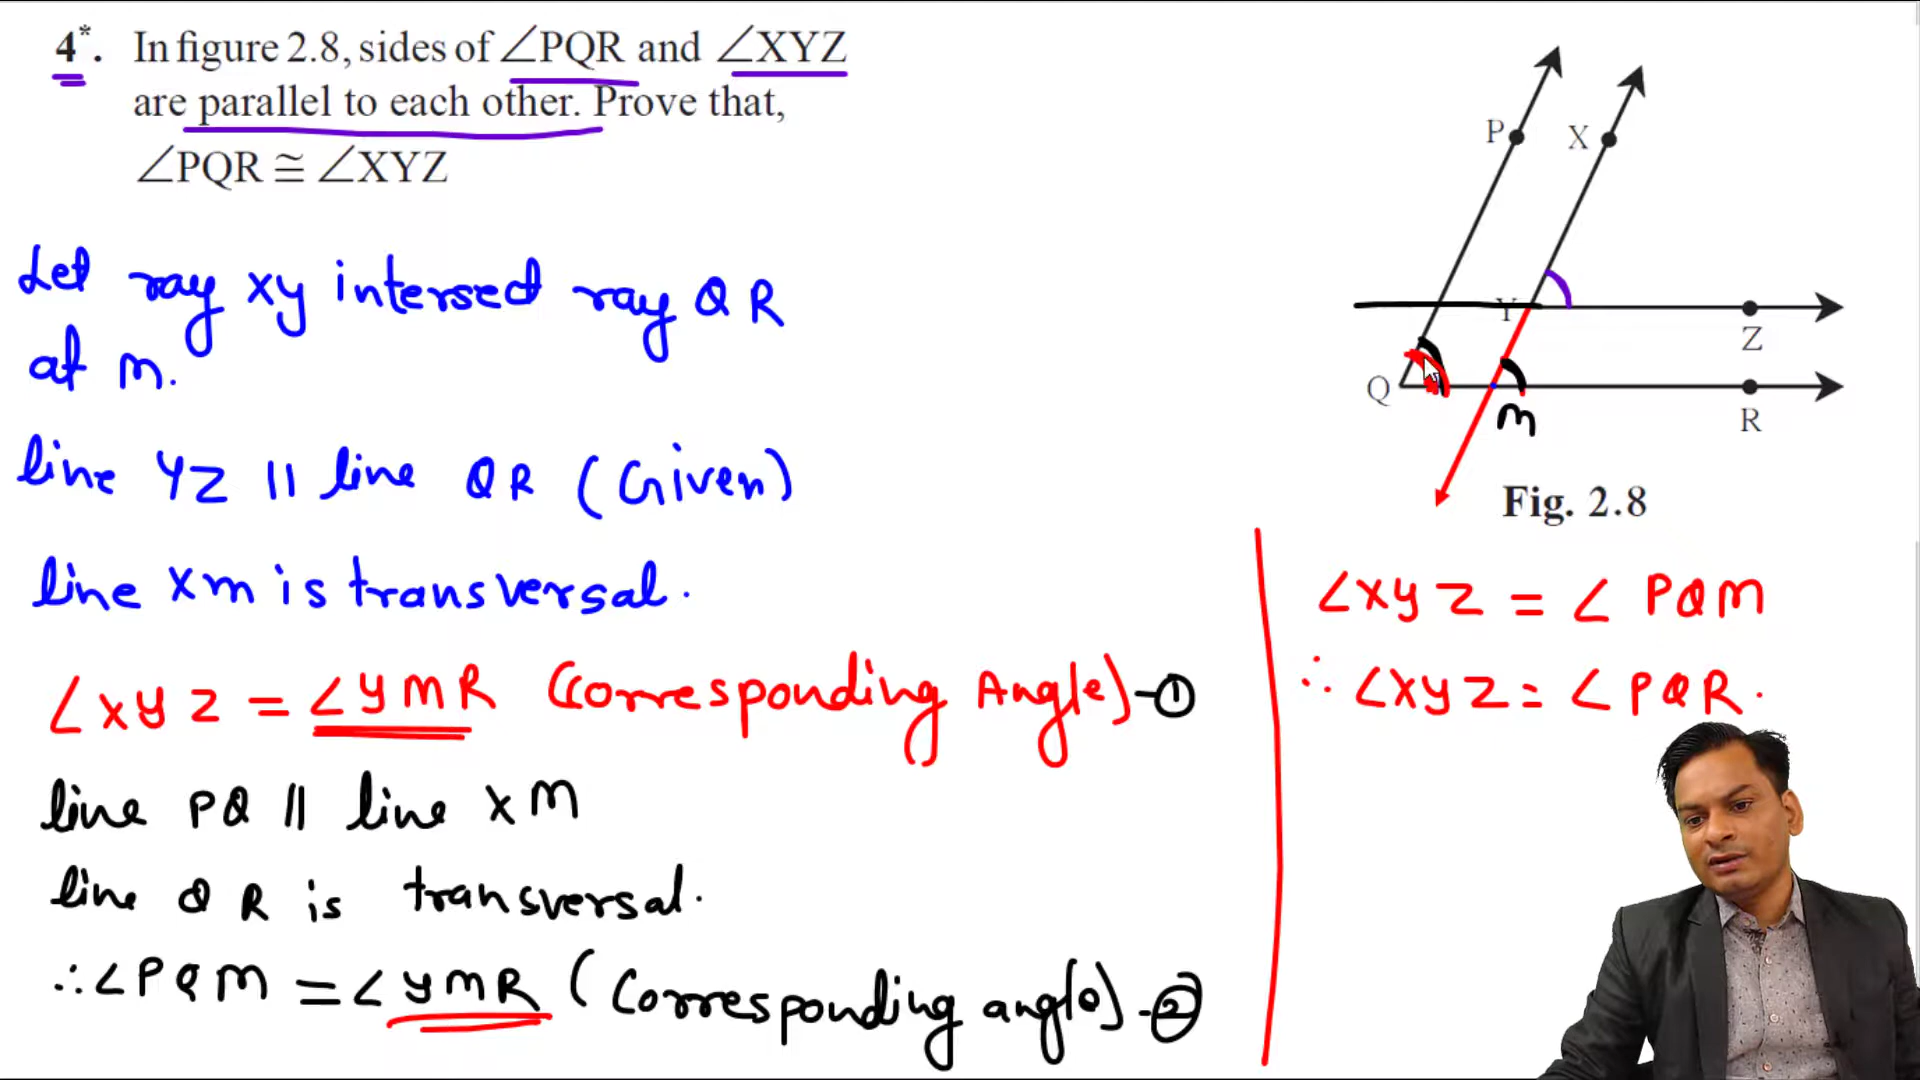 4*. In figure 2.8, sides of ∠PQR and ∠XYZ
are parallel to each other. Prove that,
∠PQR ≅ ∠XYZ
Let ray xy intersect ray QR
at m.
line YZ || line QR (Given)
line xm is transversal.
∠xyz = ∠YMR (Corresponding Angle) - ①
line PQ || line XM
line QR is transversal.
∴ ∠PQM = ∠YMR (Corresponding angle) - ②
P
X
Y
Z
Q
m
R
Fig. 2.8
∠xyz = ∠PQM
∴ ∠xyz = ∠PQR.